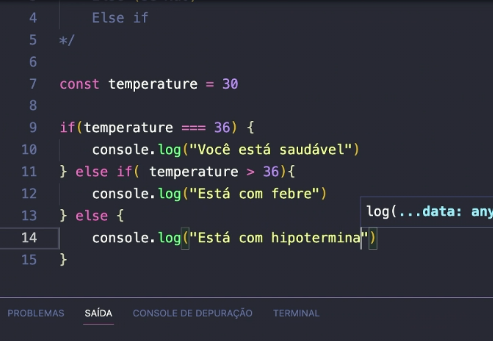 4 Else if
5 */
6
7 const temperature = 30
8
9 if(temperature === 36) {
10 console.log("Você está saudável")
11 } else if( temperature > 36){
12 console.log("Está com febre")
13 } else {
log(...data: any
14 console.log("Está com hipotermina")
15 }
PROBLEMAS SAÍDA CONSOLE DE DEPURAÇÃO TERMINAL